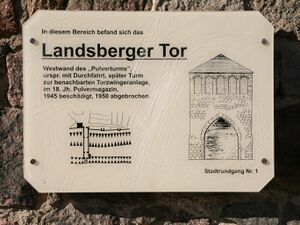 In diesem Bereich befand sich das
Landsberger Tor
Westwand des „Pulverturms",
urspr. mit Durchfahrt, später Turm
zur benachbarten Torzwingeranlage,
im 18. Jh. Pulvermagazin,
1945 beschädigt, 1950 abgebrochen.
Stadtrundgang Nr. 1